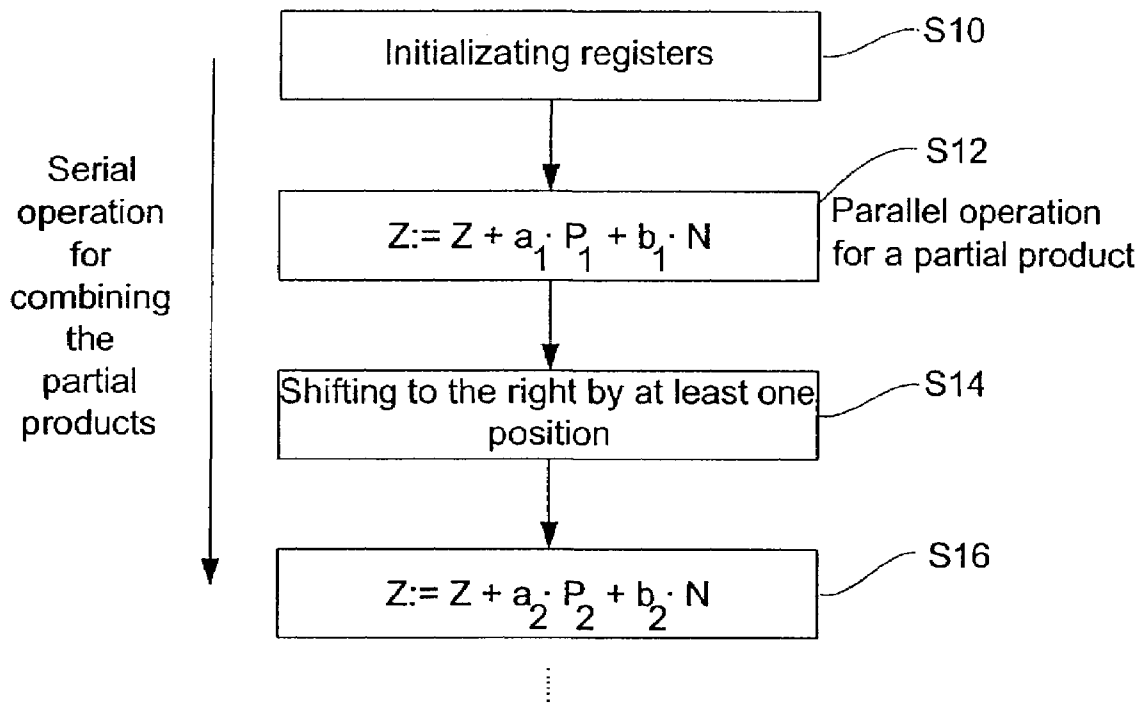 Initializating registers
S10
Serial
operation
for
combining
the
partial
products
S12
Z:= Z + a₁· P₁ + b₁· N
Parallel operation
for a partial product
Shifting to the right by at least one
position
S14
Z:= Z + a₂· P₂ + b₂· N
S16